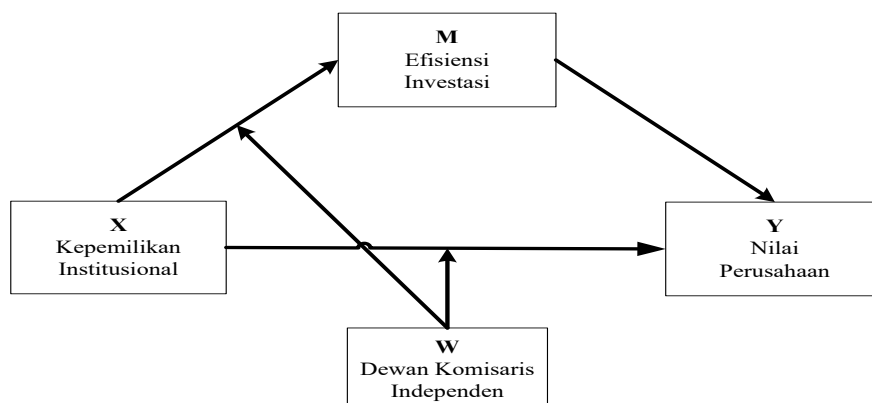 M
Efisiensi
Investasi
X
Kepemilikan
Institusional
Y
Nilai
Perusahaan
W
Dewan Komisaris
Independen